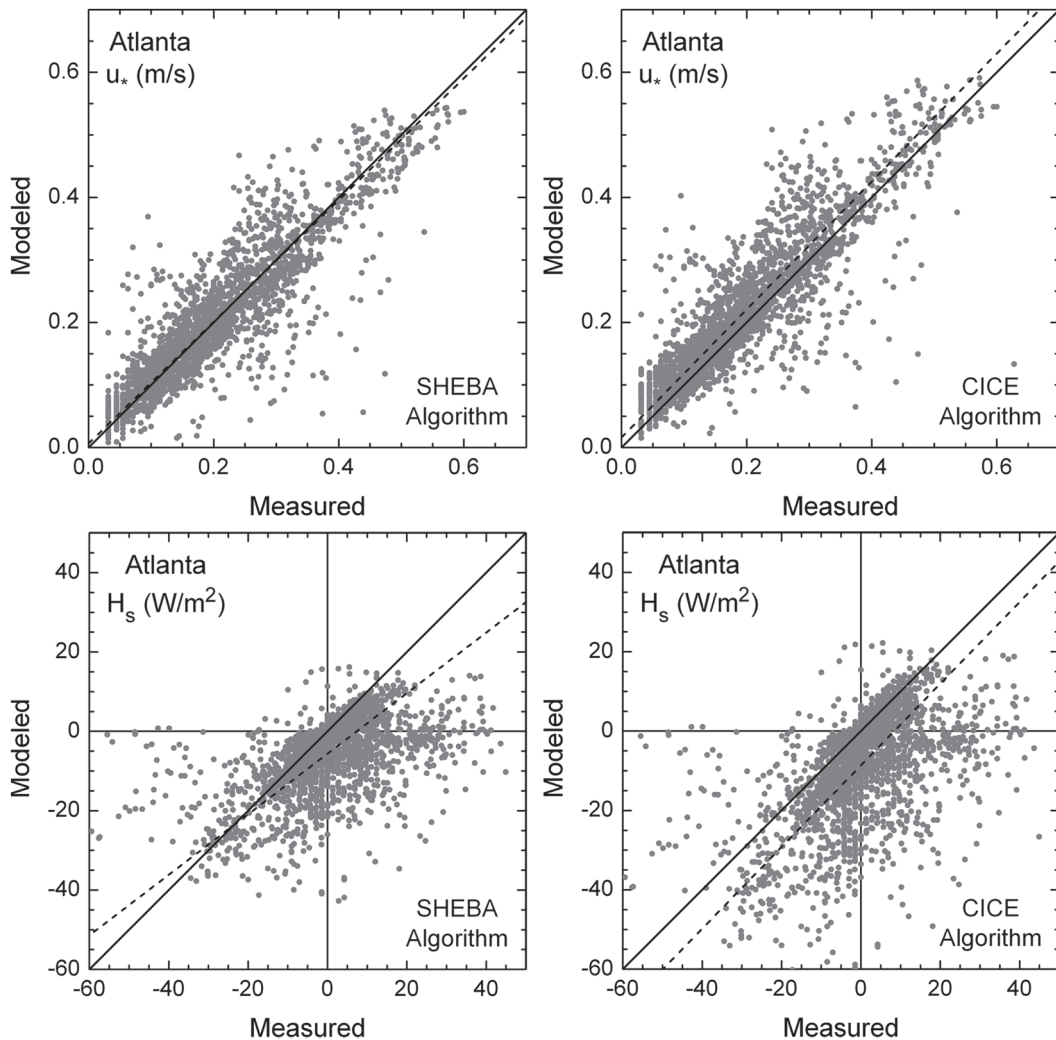 Atlanta
u* (m/s)
0.6
0.4
0.2
0.0
Modeled
SHEBA
Algorithm
0.0 0.2 0.4 0.6
Measured
Atlanta
u* (m/s)
0.6
0.4
0.2
0.0
Modeled
CICE
Algorithm
0.0 0.2 0.4 0.6
Measured
Atlanta
Hs (W/m²)
40
20
0
-20
-40
-60
Modeled
SHEBA
Algorithm
-60 -40 -20 0 20 40
Measured
Atlanta
Hs (W/m²)
40
20
0
-20
-40
-60
Modeled
CICE
Algorithm
-60 -40 -20 0 20 40
Measured